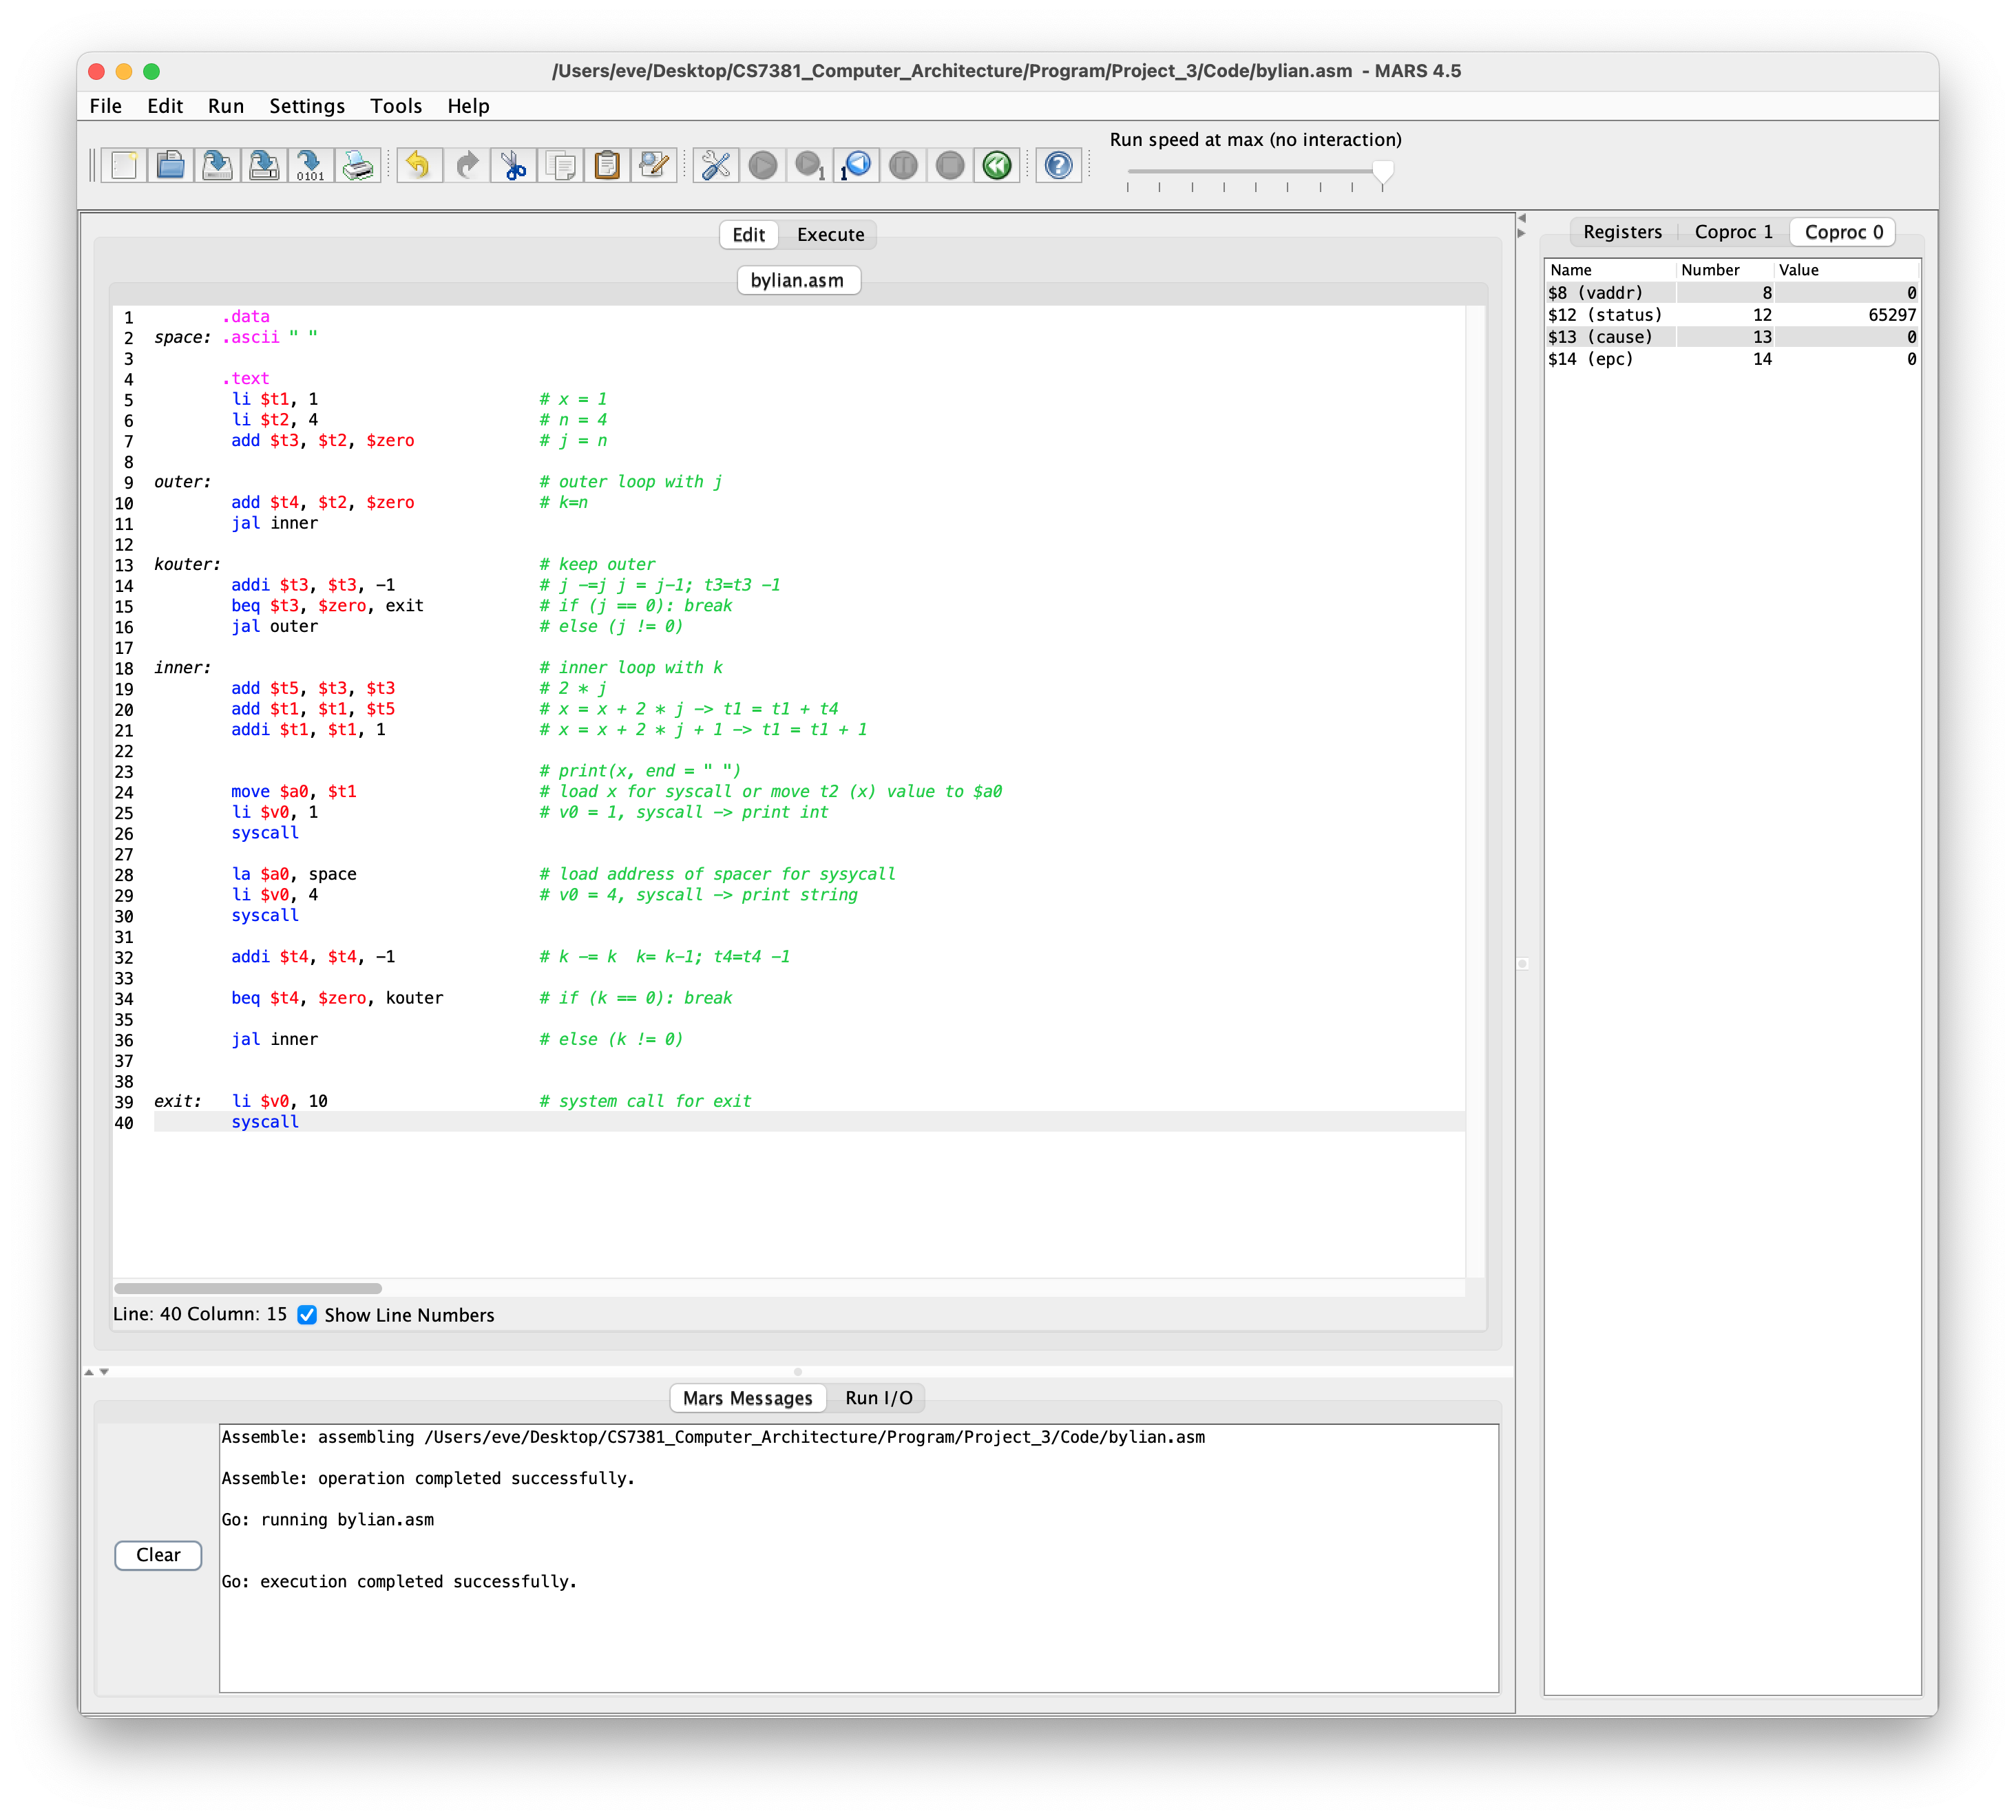 /Users/eve/Desktop/CS7381_Computer_Architecture/Program/Project_3/Code/bylian.asm - MARS 4.5
File Edit Run Settings Tools Help
Run speed at max (no interaction)
0101
1
1
Edit Execute
bylian.asm
1 .data
2 space: .ascii " "
3
4 .text
5 li $t1, 1 # x = 1
6 li $t2, 4 # n = 4
7 add $t3, $t2, $zero # j = n
8
9 outer: # outer loop with j
10 add $t4, $t2, $zero # k=n
11 jal inner
12
13 kouter: # keep outer
14 addi $t3, $t3, -1 # j -=j j = j-1; t3=t3 -1
15 beq $t3, $zero, exit # if (j == 0): break
16 jal outer # else (j != 0)
17
18 inner: # inner loop with k
19 add $t5, $t3, $t3 # 2 * j
20 add $t1, $t1, $t5 # x = x + 2 * j -> t1 = t1 + t4
21 addi $t1, $t1, 1 # x = x + 2 * j + 1 -> t1 = t1 + 1
22
23 # print(x, end = " ")
24 move $a0, $t1 # load x for syscall or move t2 (x) value to $a0
25 li $v0, 1 # v0 = 1, syscall -> print int
26 syscall
27
28 la $a0, space # load address of spacer for sysycall
29 li $v0, 4 # v0 = 4, syscall -> print string
30 syscall
31
32 addi $t4, $t4, -1 # k -= k  k= k-1; t4=t4 -1
33
34 beq $t4, $zero, kouter # if (k == 0): break
35
36 jal inner # else (k != 0)
37
38
39 exit: li $v0, 10 # system call for exit
40 syscall
Line: 40 Column: 15 Show Line Numbers
Mars Messages Run I/O
Assemble: assembling /Users/eve/Desktop/CS7381_Computer_Architecture/Program/Project_3/Code/bylian.asm
Assemble: operation completed successfully.
Go: running bylian.asm
Go: execution completed successfully.
Clear
Registers Coproc 1 Coproc 0
Name Number Value
$8 (vaddr) 8 0
$12 (status) 12 65297
$13 (cause) 13 0
$14 (epc) 14 0